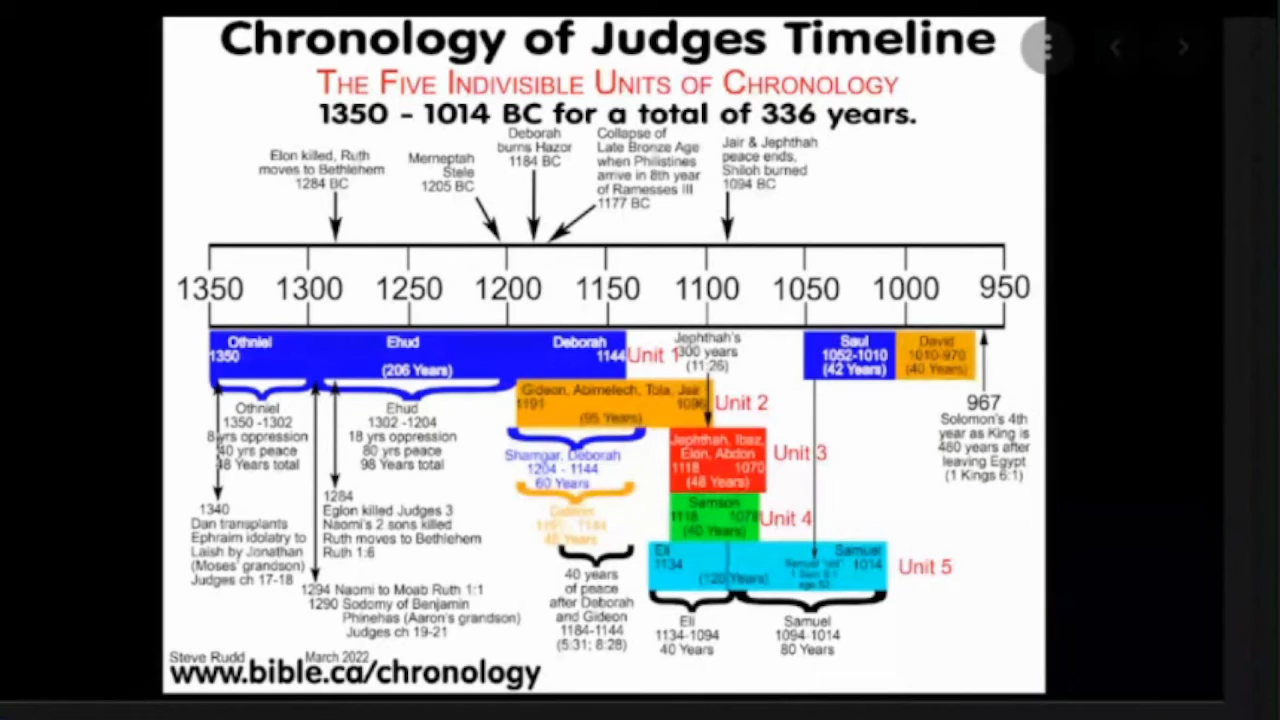 Chronology of Judges Timeline
THE FIVE INDIVISIBLE UNITS OF CHRONOLOGY
1350 - 1014 BC for a total of 336 years.
Elon killed, Ruth
moves to Bethlehem
1284 BC
Merneptah
Stele
1205 BC
Deborah
burns Hazor
1184 BC
Collapse of
Late Bronze Age
when Philistines
arrive in 8th year
of Ramesses III
1177 BC
Jair & Jephthah
peace ends,
Shiloh burned
1094 BC
1350 1300 1250 1200 1150 1100 1050 1000 950
Othniel
1350
Ehud
(206 Years)
Deborah
1144
Unit 1
Jephthah's
300 years
(11:26)
Saul
1052-1010
(42 Years)
David
1010-970
(40 Years)
Gideon, Abimelech, Tola, Jair
1191 1096
(95 Years)
Unit 2
967
Solomon's 4th
year as King is
480 years after
leaving Egypt
(1 Kings 6:1)
Othniel
1350 -1302
8 yrs oppression
40 yrs peace
48 Years total
Ehud
1302 -1204
18 yrs oppression
80 yrs peace
98 Years total
Shamgar, Deborah
1204 - 1144
60 Years
Jephthah, Ibaz,
Elon, Abdon
1118 1070
(48 Years)
Unit 3
Samson
1118 1078
(40 Years)
Unit 4
Gideon
1191 - 1144
Years
1340
Dan transplants
Ephraim idolatry to
Laish by Jonathan
(Moses' grandson)
Judges ch 17-18
1284
Eglon killed Judges 3
Naomi's 2 sons killed
Ruth moves to Bethlehem
Ruth 1:6
1294 Naomi to Moab Ruth 1:1
1290 Sodomy of Benjamin
Phinehas (Aaron's grandson)
Judges ch 19-21
40 years
of peace
after Deborah
and Gideon
1184-1144
(5:31; 8:28)
Eli
1134
(120 Years)
Samuel
1014
Unit 5
Eli
1134-1094
40 Years
Samuel
1094-1014
80 Years
Steve Rudd March 2022
www.bible.ca/chronology